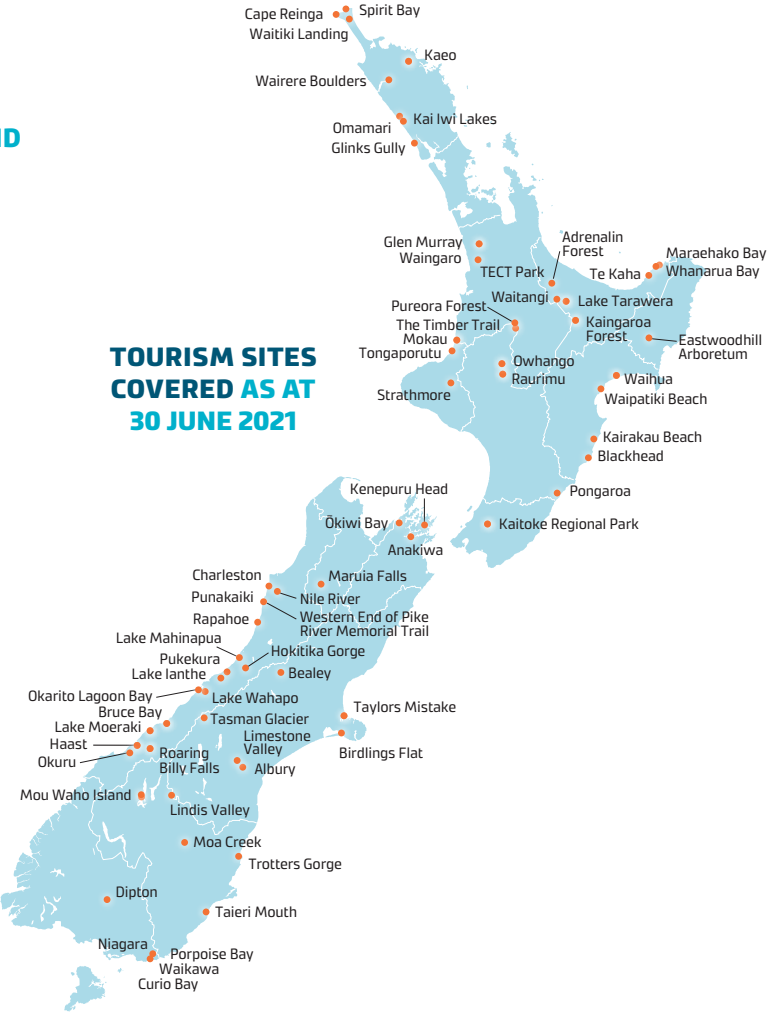 Cape Reinga
Spirit Bay
Waitiki Landing
Kaeo
Wairere Boulders
Kai Iwi Lakes
Omamari
Glinks Gully
ID
Glen Murray
Waingaro
Adrenalin
Forest
TECT Park
Maraehako Bay
Te Kaha
Whanarua Bay
Waitangi
Lake Tarawera
Pureora Forest
The Timber Trail
Kaingaroa
Forest
Mokau
Tongaporutu
Eastwoodhill
Arboretum
TOURISM SITES
COVERED AS AT
30 JUNE 2021
Owhango
Raurimu
Waihua
Strathmore
Waipatiki Beach
Kairakau Beach
Blackhead
Pongaroa
Kenepuru Head
Ōkiwi Bay
Kaitoke Regional Park
Anakiwa
Charleston
Maruia Falls
Punakaiki
Nile River
Rapahoe
Western End of Pike
River Memorial Trail
Lake Mahinapua
Hokitika Gorge
Pukekura
Lake Ianthe
Bealey
Okarito Lagoon Bay
Lake Wahapo
Bruce Bay
Taylors Mistake
Lake Moeraki
Tasman Glacier
Haast
Limestone
Valley
Okuru
Roaring
Billy Falls
Birdlings Flat
Albury
Mou Waho Island
Lindis Valley
Moa Creek
Trotters Gorge
Dipton
Taieri Mouth
Niagara
Porpoise Bay
Waikawa
Curio Bay